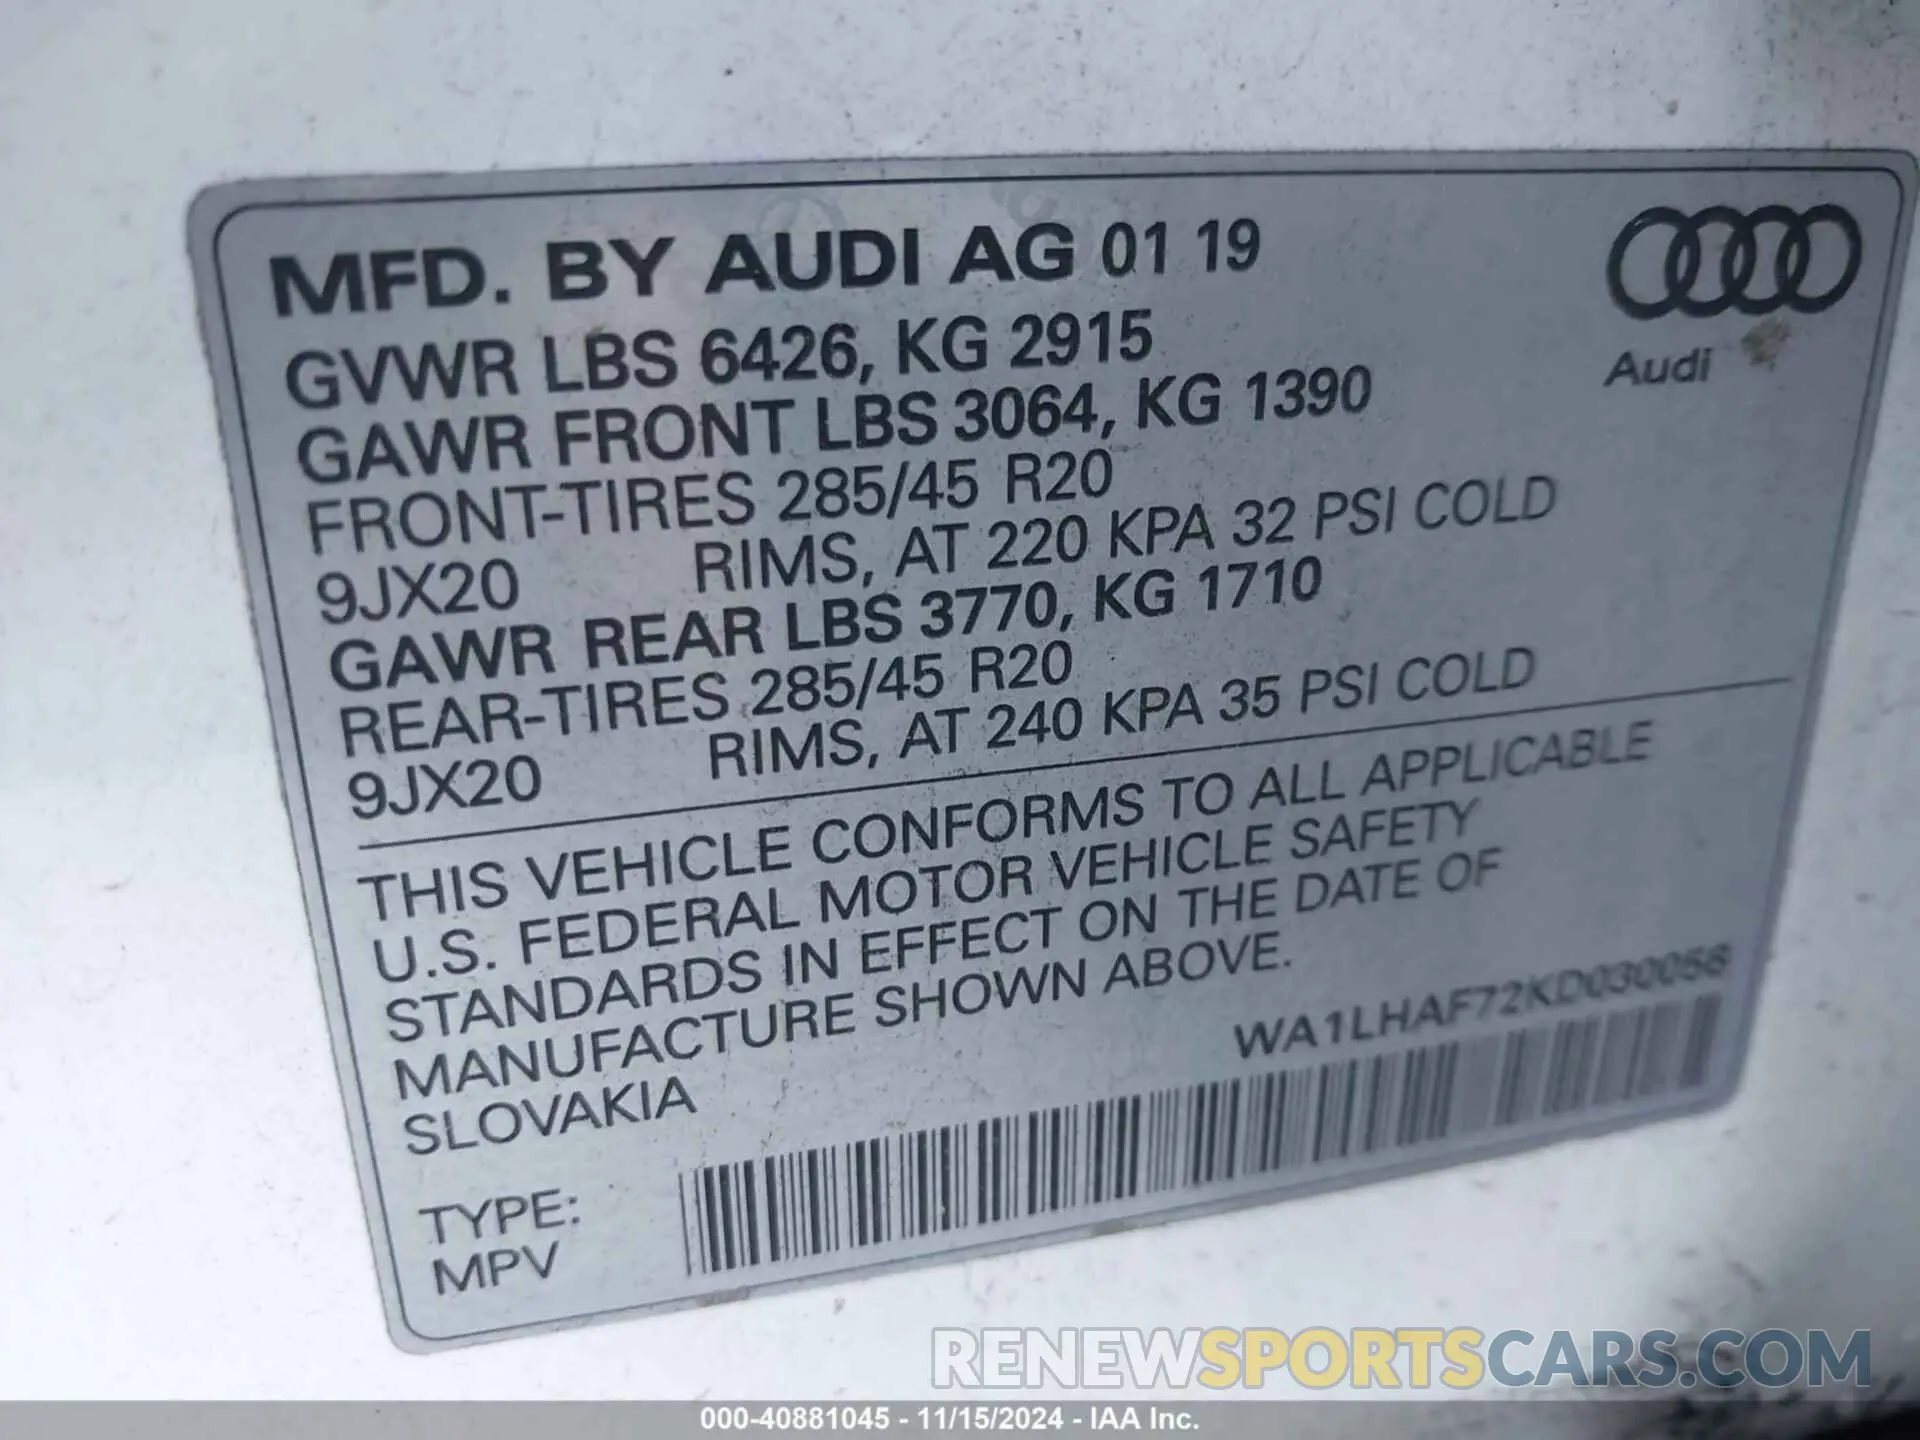 MFD. BY AUDI AG 01 19
GVWR LBS 6426, KG 2915
GAWR FRONT LBS 3064, KG 1390
FRONT-TIRES 285/45 R20
9JX20 RIMS, AT 220 KPA 32 PSI COLD
GAWR REAR LBS 3770, KG 1710
REAR-TIRES 285/45 R20
9JX20 RIMS, AT 240 KPA 35 PSI COLD
Audi
THIS VEHICLE CONFORMS TO ALL APPLICABLE
U.S. FEDERAL MOTOR VEHICLE SAFETY
STANDARDS IN EFFECT ON THE DATE OF
MANUFACTURE SHOWN ABOVE.
SLOVAKIA
WA1LHAF72KD030058
TYPE:
MPV
RENEWSPORTSCARS.COM
000-40881045 - 11/15/2024 - IAA Inc.